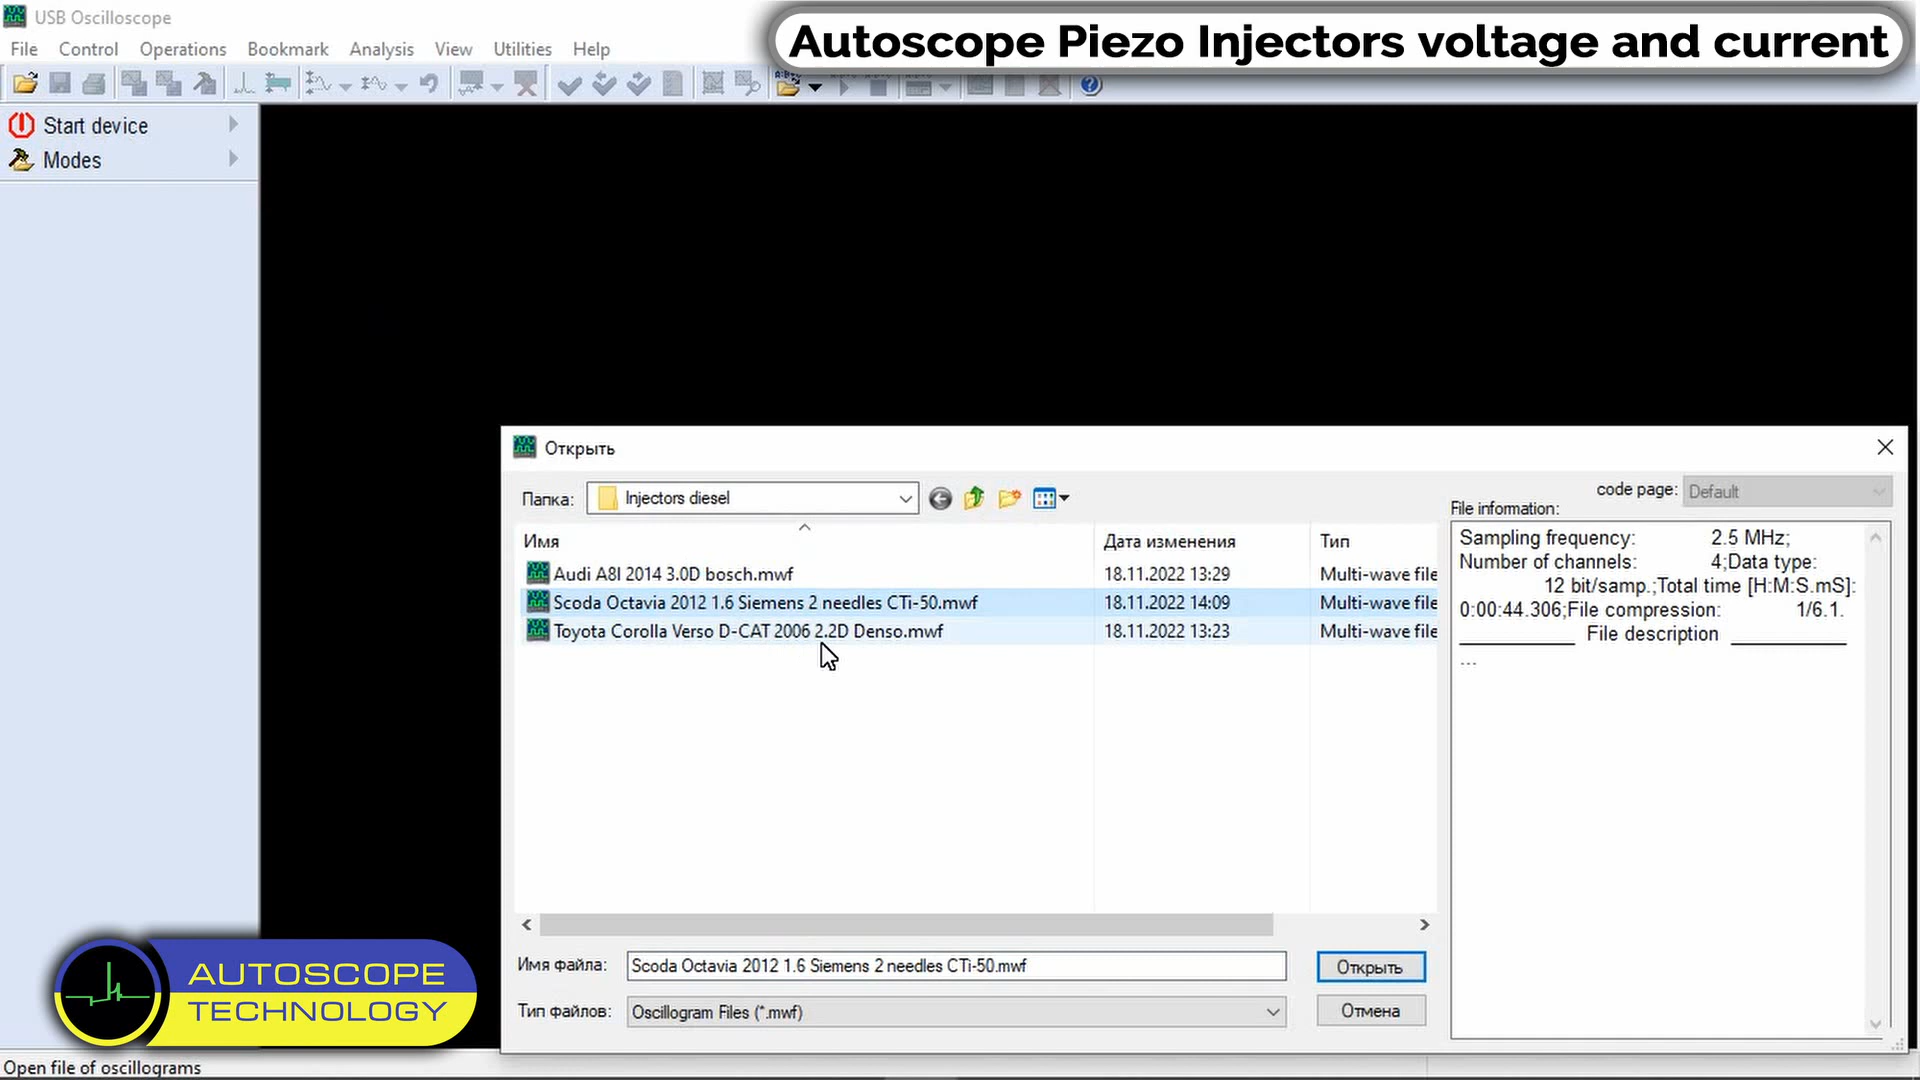 USB Oscilloscope
Autoscope Piezo Injectors voltage and current
File Control Operations Bookmark Analysis View Utilities Help
Start device
Modes
Открыть
Папка: Injectors diesel
code page: Default
File information:
Имя Дата изменения Тип
Audi A8l 2014 3.0D bosch.mwf 18.11.2022 13:29 Multi-wave file
Scoda Octavia 2012 1.6 Siemens 2 needles CTi-50.mwf 18.11.2022 14:09 Multi-wave file
Toyota Corolla Verso D-CAT 2006 2.2D Denso.mwf 18.11.2022 13:23 Multi-wave file
Sampling frequency: 2.5 MHz;
Number of channels: 4;Data type:
12 bit/samp.;Total time [H:M:S.mS]:
0:00:44.306;File compression: 1/6.1.
File description
...
Имя файла: Scoda Octavia 2012 1.6 Siemens 2 needles CTi-50.mwf Открыть
Тип файлов: Oscillogram Files (*.mwf) Отмена
AUTOSCOPE
TECHNOLOGY
Open file of oscillograms